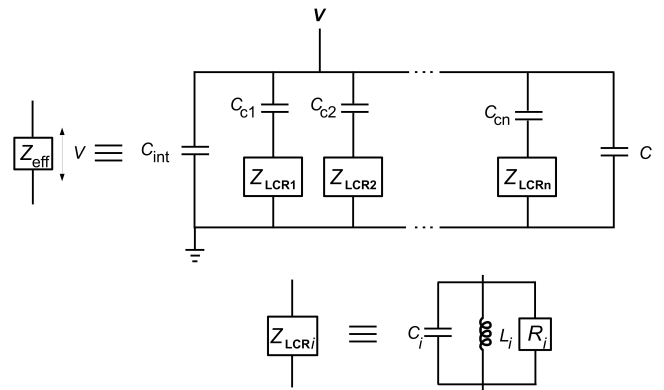 V
C_c1 C_c2 ... C_cn
Z_eff V ≡ C_int Z_LCR1 Z_LCR2 Z_LCRn C
...
Z_LCRi ≡ C_i L_i R_i